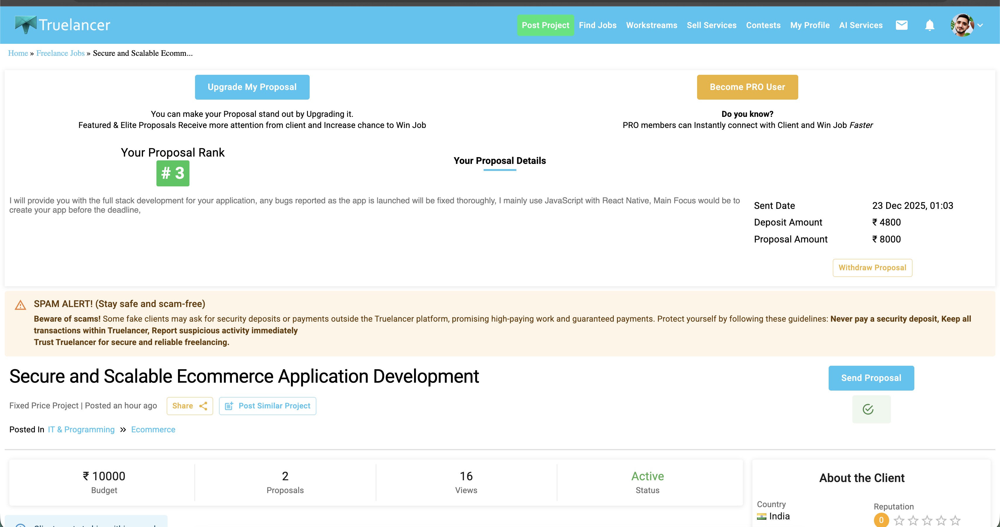 Truelancer
Post Project
Find Jobs
Workstreams
Sell Services
Contests
My Profile
AI Services
Home » Freelance Jobs » Secure and Scalable Ecomm...
Upgrade My Proposal
You can make your Proposal stand out by Upgrading it.
Featured & Elite Proposals Receive more attention from client and Increase chance to Win Job
Become PRO User
Do you know?
PRO members can Instantly connect with Client and Win Job Faster
Your Proposal Rank
# 3
Your Proposal Details
I will provide you with the full stack development for your application, any bugs reported as the app is launched will be fixed thoroughly, I mainly use JavaScript with React Native, Main Focus would be to
create your app before the deadline,
Sent Date 23 Dec 2025, 01:03
Deposit Amount ₹ 4800
Proposal Amount ₹ 8000
Withdraw Proposal
SPAM ALERT! (Stay safe and scam-free)
Beware of scams! Some fake clients may ask for security deposits or payments outside the Truelancer platform, promising high-paying work and guaranteed payments. Protect yourself by following these guidelines: Never pay a security deposit, Keep all
transactions within Truelancer, Report suspicious activity immediately
Trust Truelancer for secure and reliable freelancing.
Secure and Scalable Ecommerce Application Development
Send Proposal
Fixed Price Project | Posted an hour ago
Share
Post Similar Project
Posted In IT & Programming » Ecommerce
₹ 10000
Budget
2
Proposals
16
Views
Active
Status
About the Client
Country
India
Reputation
0